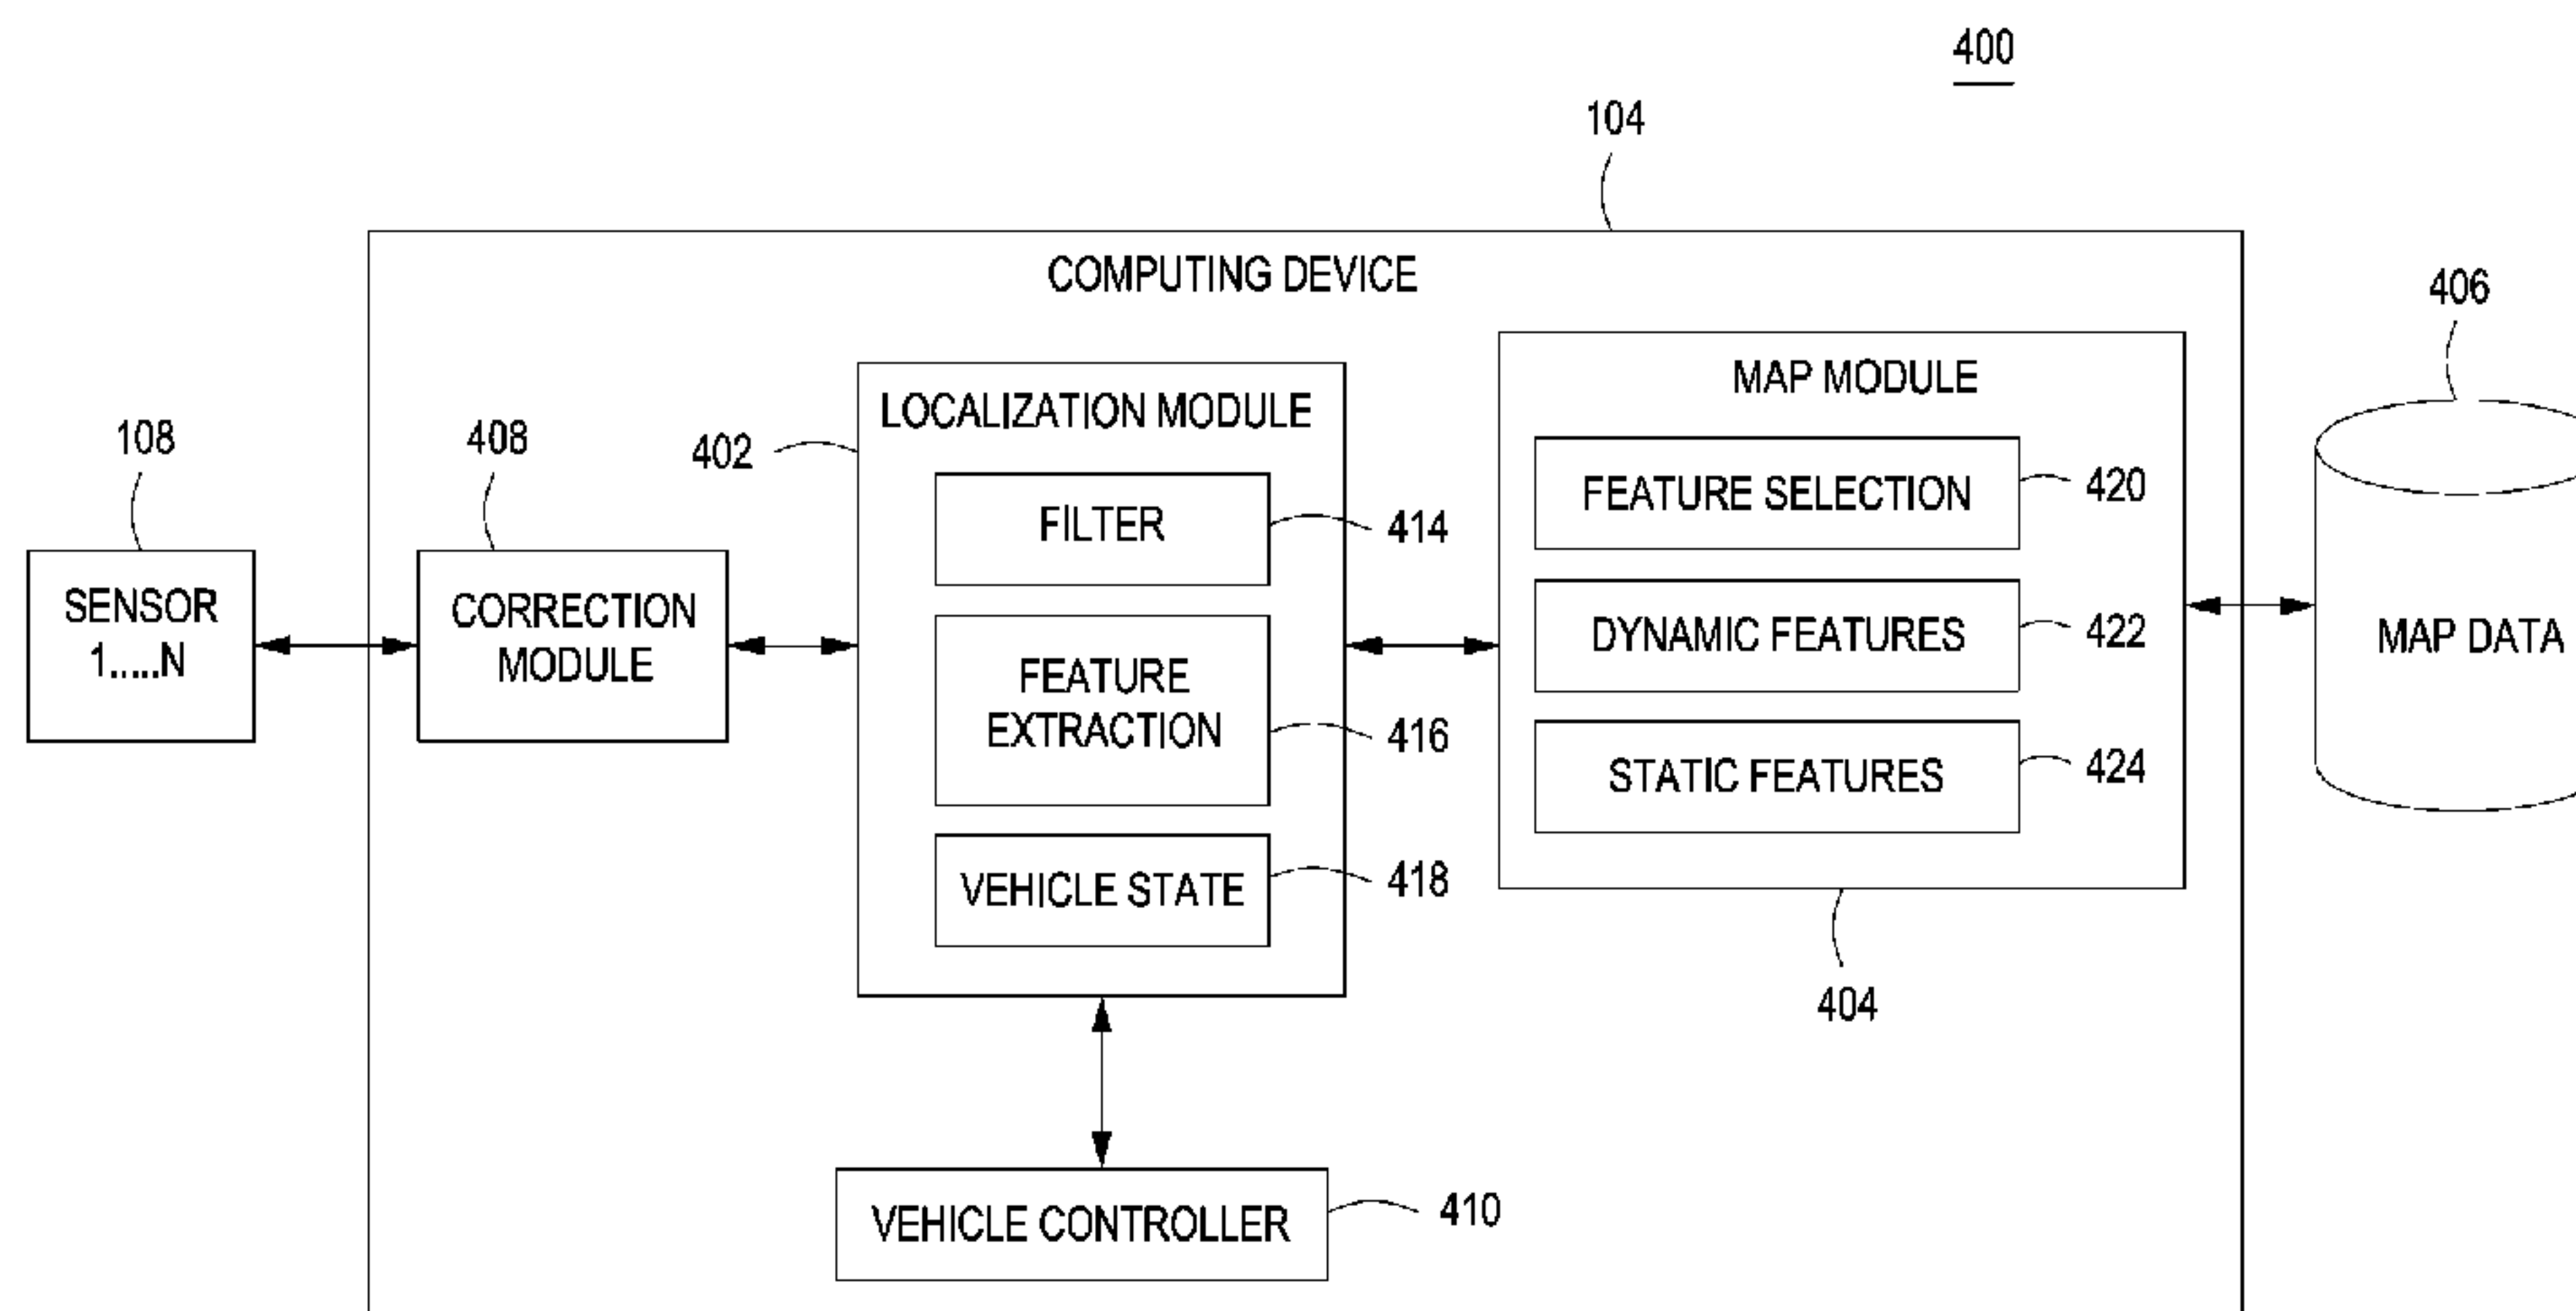 400
104
COMPUTING DEVICE
406
MAP MODULE
LOCALIZATION MODULE
108
408
402
FEATURE SELECTION
420
FILTER
414
SENSOR
1.....N
CORRECTION
MODULE
DYNAMIC FEATURES
422
MAP DATA
FEATURE
EXTRACTION
416
STATIC FEATURES
424
VEHICLE STATE
418
404
VEHICLE CONTROLLER
410